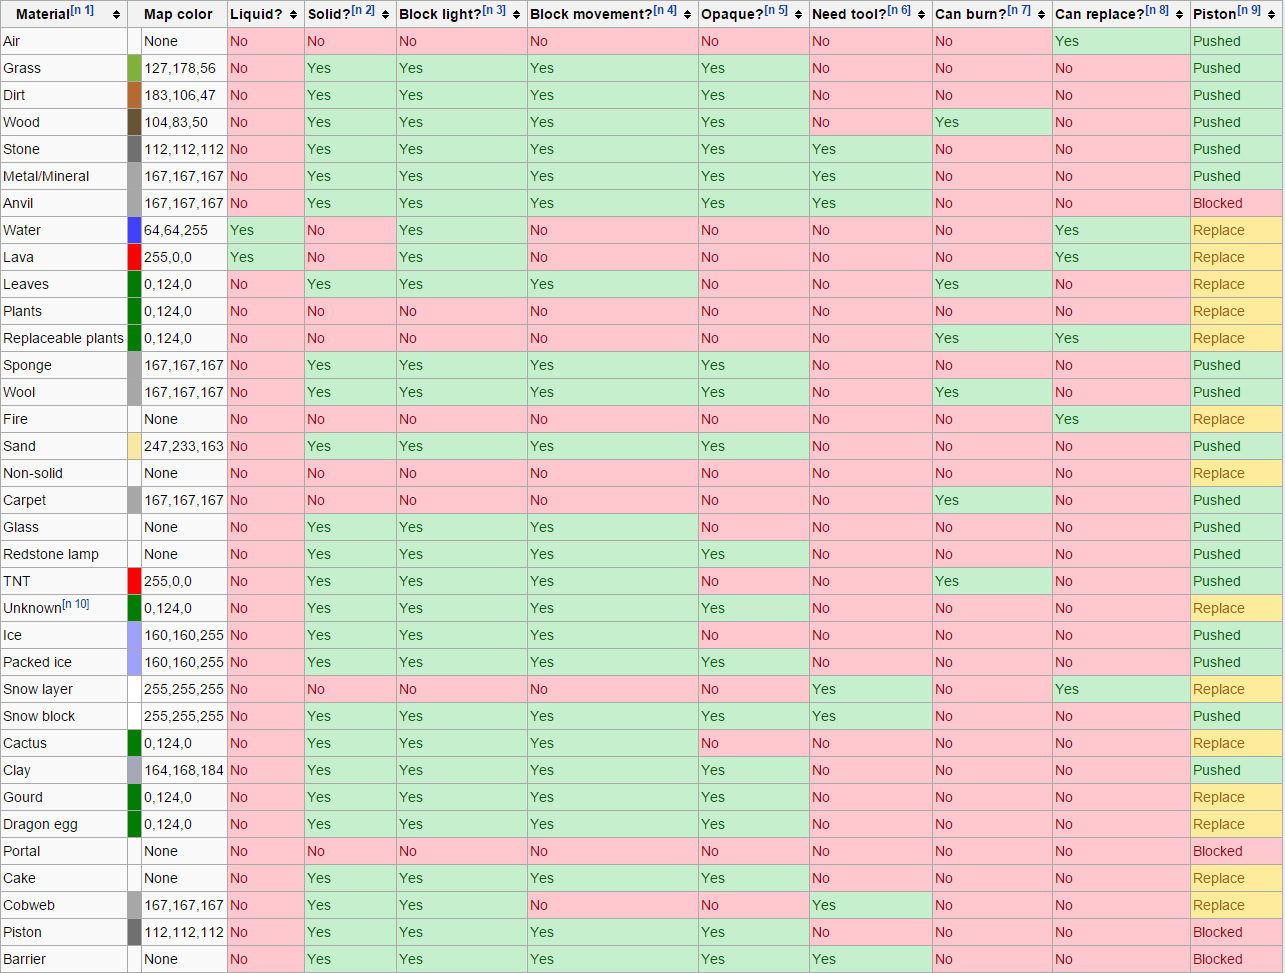 Material[n 1] Map color Liquid? Solid?[n 2] Block light?[n 3] Block movement?[n 4] Opaque?[n 5] Need tool?[n 6] Can burn?[n 7] Can replace?[n 8] Piston[n 9]
Air None No No No No No No No Yes Pushed
Grass 127,178,56 No Yes Yes Yes Yes No No No Pushed
Dirt 183,106,47 No Yes Yes Yes Yes No No No Pushed
Wood 104,83,50 No Yes Yes Yes Yes No Yes No Pushed
Stone 112,112,112 No Yes Yes Yes Yes Yes No No Pushed
Metal/Mineral 167,167,167 No Yes Yes Yes Yes Yes No No Pushed
Anvil 167,167,167 No Yes Yes Yes Yes Yes No No Blocked
Water 64,64,255 Yes No Yes No No No No Yes Replace
Lava 255,0,0 Yes No Yes No No No No Yes Replace
Leaves 0,124,0 No Yes Yes Yes No No Yes No Replace
Plants 0,124,0 No No No No No No No No Replace
Replaceable plants 0,124,0 No No No No No No Yes Yes Replace
Sponge 167,167,167 No Yes Yes Yes Yes No No No Pushed
Wool 167,167,167 No Yes Yes Yes Yes No Yes No Pushed
Fire None No No No No No No No Yes Replace
Sand 247,233,163 No Yes Yes Yes Yes No No No Pushed
Non-solid None No No No No No No No No Replace
Carpet 167,167,167 No No No No No No Yes No Pushed
Glass None No Yes Yes Yes No No No No Pushed
Redstone lamp None No Yes Yes Yes Yes No No No Pushed
TNT 255,0,0 No Yes Yes Yes No No Yes No Pushed
Unknown[n 10] 0,124,0 No Yes Yes Yes Yes No No No Replace
Ice 160,160,255 No Yes Yes Yes No No No No Pushed
Packed ice 160,160,255 No Yes Yes Yes Yes No No No Pushed
Snow layer 255,255,255 No No No No No Yes No Yes Replace
Snow block 255,255,255 No Yes Yes Yes Yes Yes No No Pushed
Cactus 0,124,0 No Yes Yes Yes No No No No Replace
Clay 164,168,184 No Yes Yes Yes Yes No No No Pushed
Gourd 0,124,0 No Yes Yes Yes Yes No No No Replace
Dragon egg 0,124,0 No Yes Yes Yes Yes No No No Replace
Portal None No No No No No No No No Blocked
Cake None No Yes Yes Yes Yes No No No Replace
Cobweb 167,167,167 No Yes Yes No No Yes No No Replace
Piston 112,112,112 No Yes Yes Yes Yes No No No Blocked
Barrier None No Yes Yes Yes Yes Yes No No Blocked